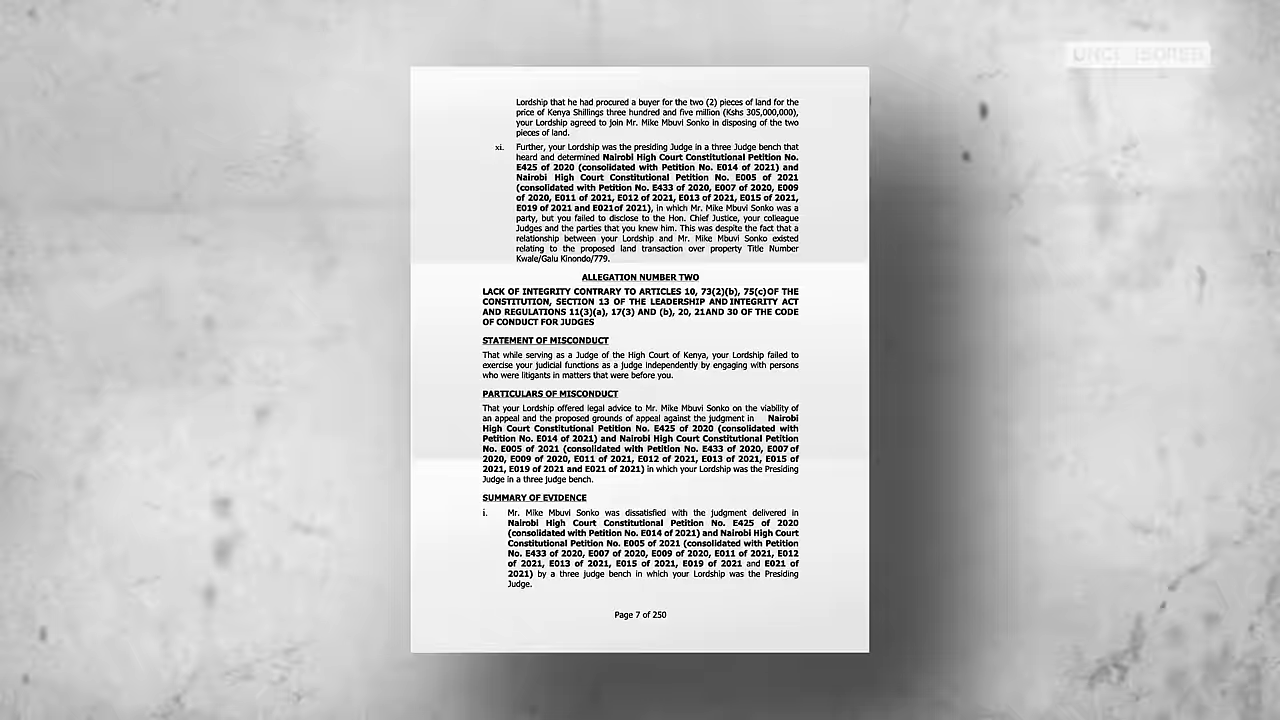 UNCENSORED
Lordship that he had procured a buyer for the two (2) pieces of land for the
price of Kenya Shillings three hundred and five million (Kshs 305,000,000),
your Lordship agreed to join Mr. Mike Mbuvi Sonko in disposing of the two
pieces of land.
xi. Further, your Lordship was the presiding Judge in a three Judge bench that
heard and determined Nairobi High Court Constitutional Petition No.
E425 of 2020 (consolidated with Petition No. E014 of 2021) and
Nairobi High Court Constitutional Petition No. E005 of 2021
(consolidated with Petition No. E433 of 2020, E007 of 2020, E009
of 2020, E011 of 2021, E012 of 2021, E013 of 2021, E015 of 2021,
E019 of 2021 and E021of 2021), in which Mr. Mike Mbuvi Sonko was a
party, but you failed to disclose to the Hon. Chief Justice, your colleague
Judges and the parties that you knew him. This was despite the fact that a
relationship between your Lordship and Mr. Mike Mbuvi Sonko existed
relating to the proposed land transaction over property Title Number
Kwale/Galu Kinondo/779.
ALLEGATION NUMBER TWO
LACK OF INTEGRITY CONTRARY TO ARTICLES 10, 73(2)(b), 75(c)OF THE
CONSTITUTION, SECTION 13 OF THE LEADERSHIP AND INTEGRITY ACT
AND REGULATIONS 11(3)(a), 17(3) AND (b), 20, 21AND 30 OF THE CODE
OF CONDUCT FOR JUDGES
STATEMENT OF MISCONDUCT
That while serving as a Judge of the High Court of Kenya, your Lordship failed to
exercise your judicial functions as a judge independently by engaging with persons
who were litigants in matters that were before you.
PARTICULARS OF MISCONDUCT
That your Lordship offered legal advice to Mr. Mike Mbuvi Sonko on the viability of
an appeal and the proposed grounds of appeal against the judgment in Nairobi
High Court Constitutional Petition No. E425 of 2020 (consolidated with
Petition No. E014 of 2021) and Nairobi High Court Constitutional Petition
No. E005 of 2021 (consolidated with Petition No. E433 of 2020, E007 of
2020, E009 of 2020, E011 of 2021, E012 of 2021, E013 of 2021, E015 of
2021, E019 of 2021 and E021 of 2021) in which your Lordship was the Presiding
Judge in a three judge bench.
SUMMARY OF EVIDENCE
i. Mr. Mike Mbuvi Sonko was dissatisfied with the judgment delivered in
Nairobi High Court Constitutional Petition No. E425 of 2020
(consolidated with Petition No. E014 of 2021) and Nairobi High Court
Constitutional Petition No. E005 of 2021 (consolidated with Petition
No. E433 of 2020, E007 of 2020, E009 of 2020, E011 of 2021, E012
of 2021, E013 of 2021, E015 of 2021, E019 of 2021 and E021 of
2021) by a three judge bench in which your Lordship was the Presiding
Judge.
Page 7 of 250